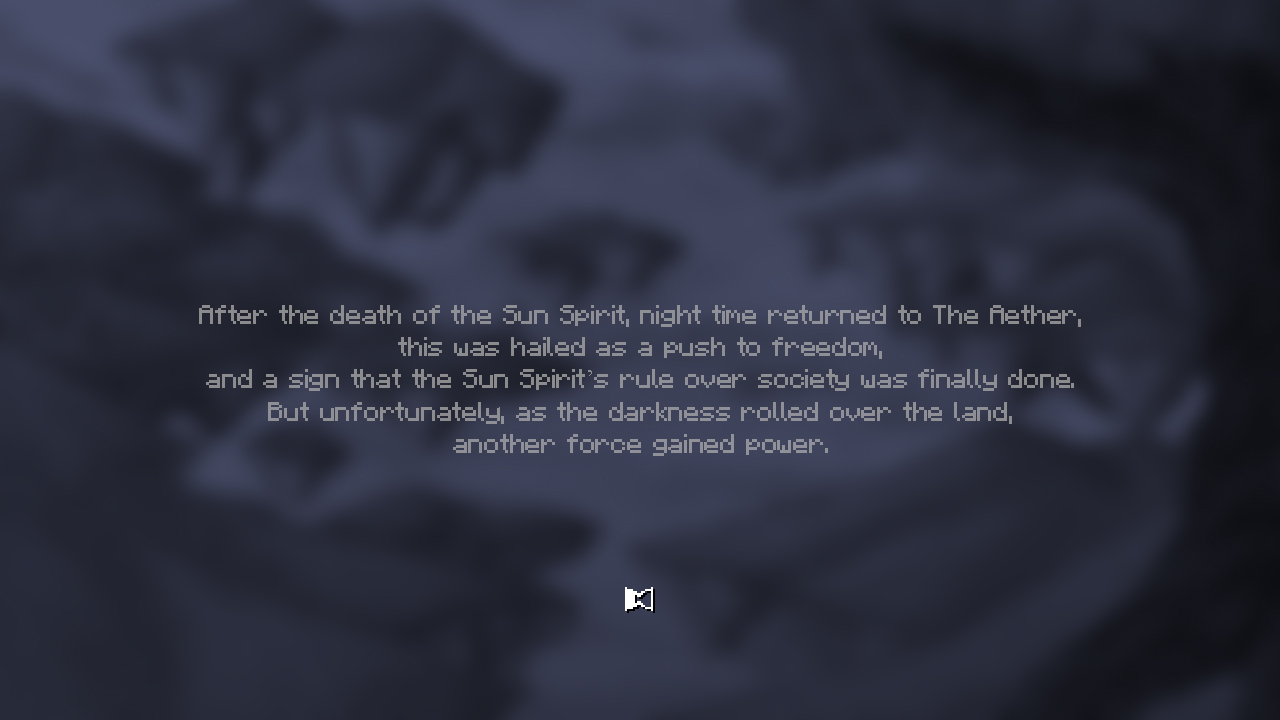 After the death of the Sun Spirit, night time returned to The Aether,
this was hailed as a push to freedom,
and a sign that the Sun Spirit's rule over society was finally done.
But unfortunately, as the darkness rolled over the land,
another force gained power.